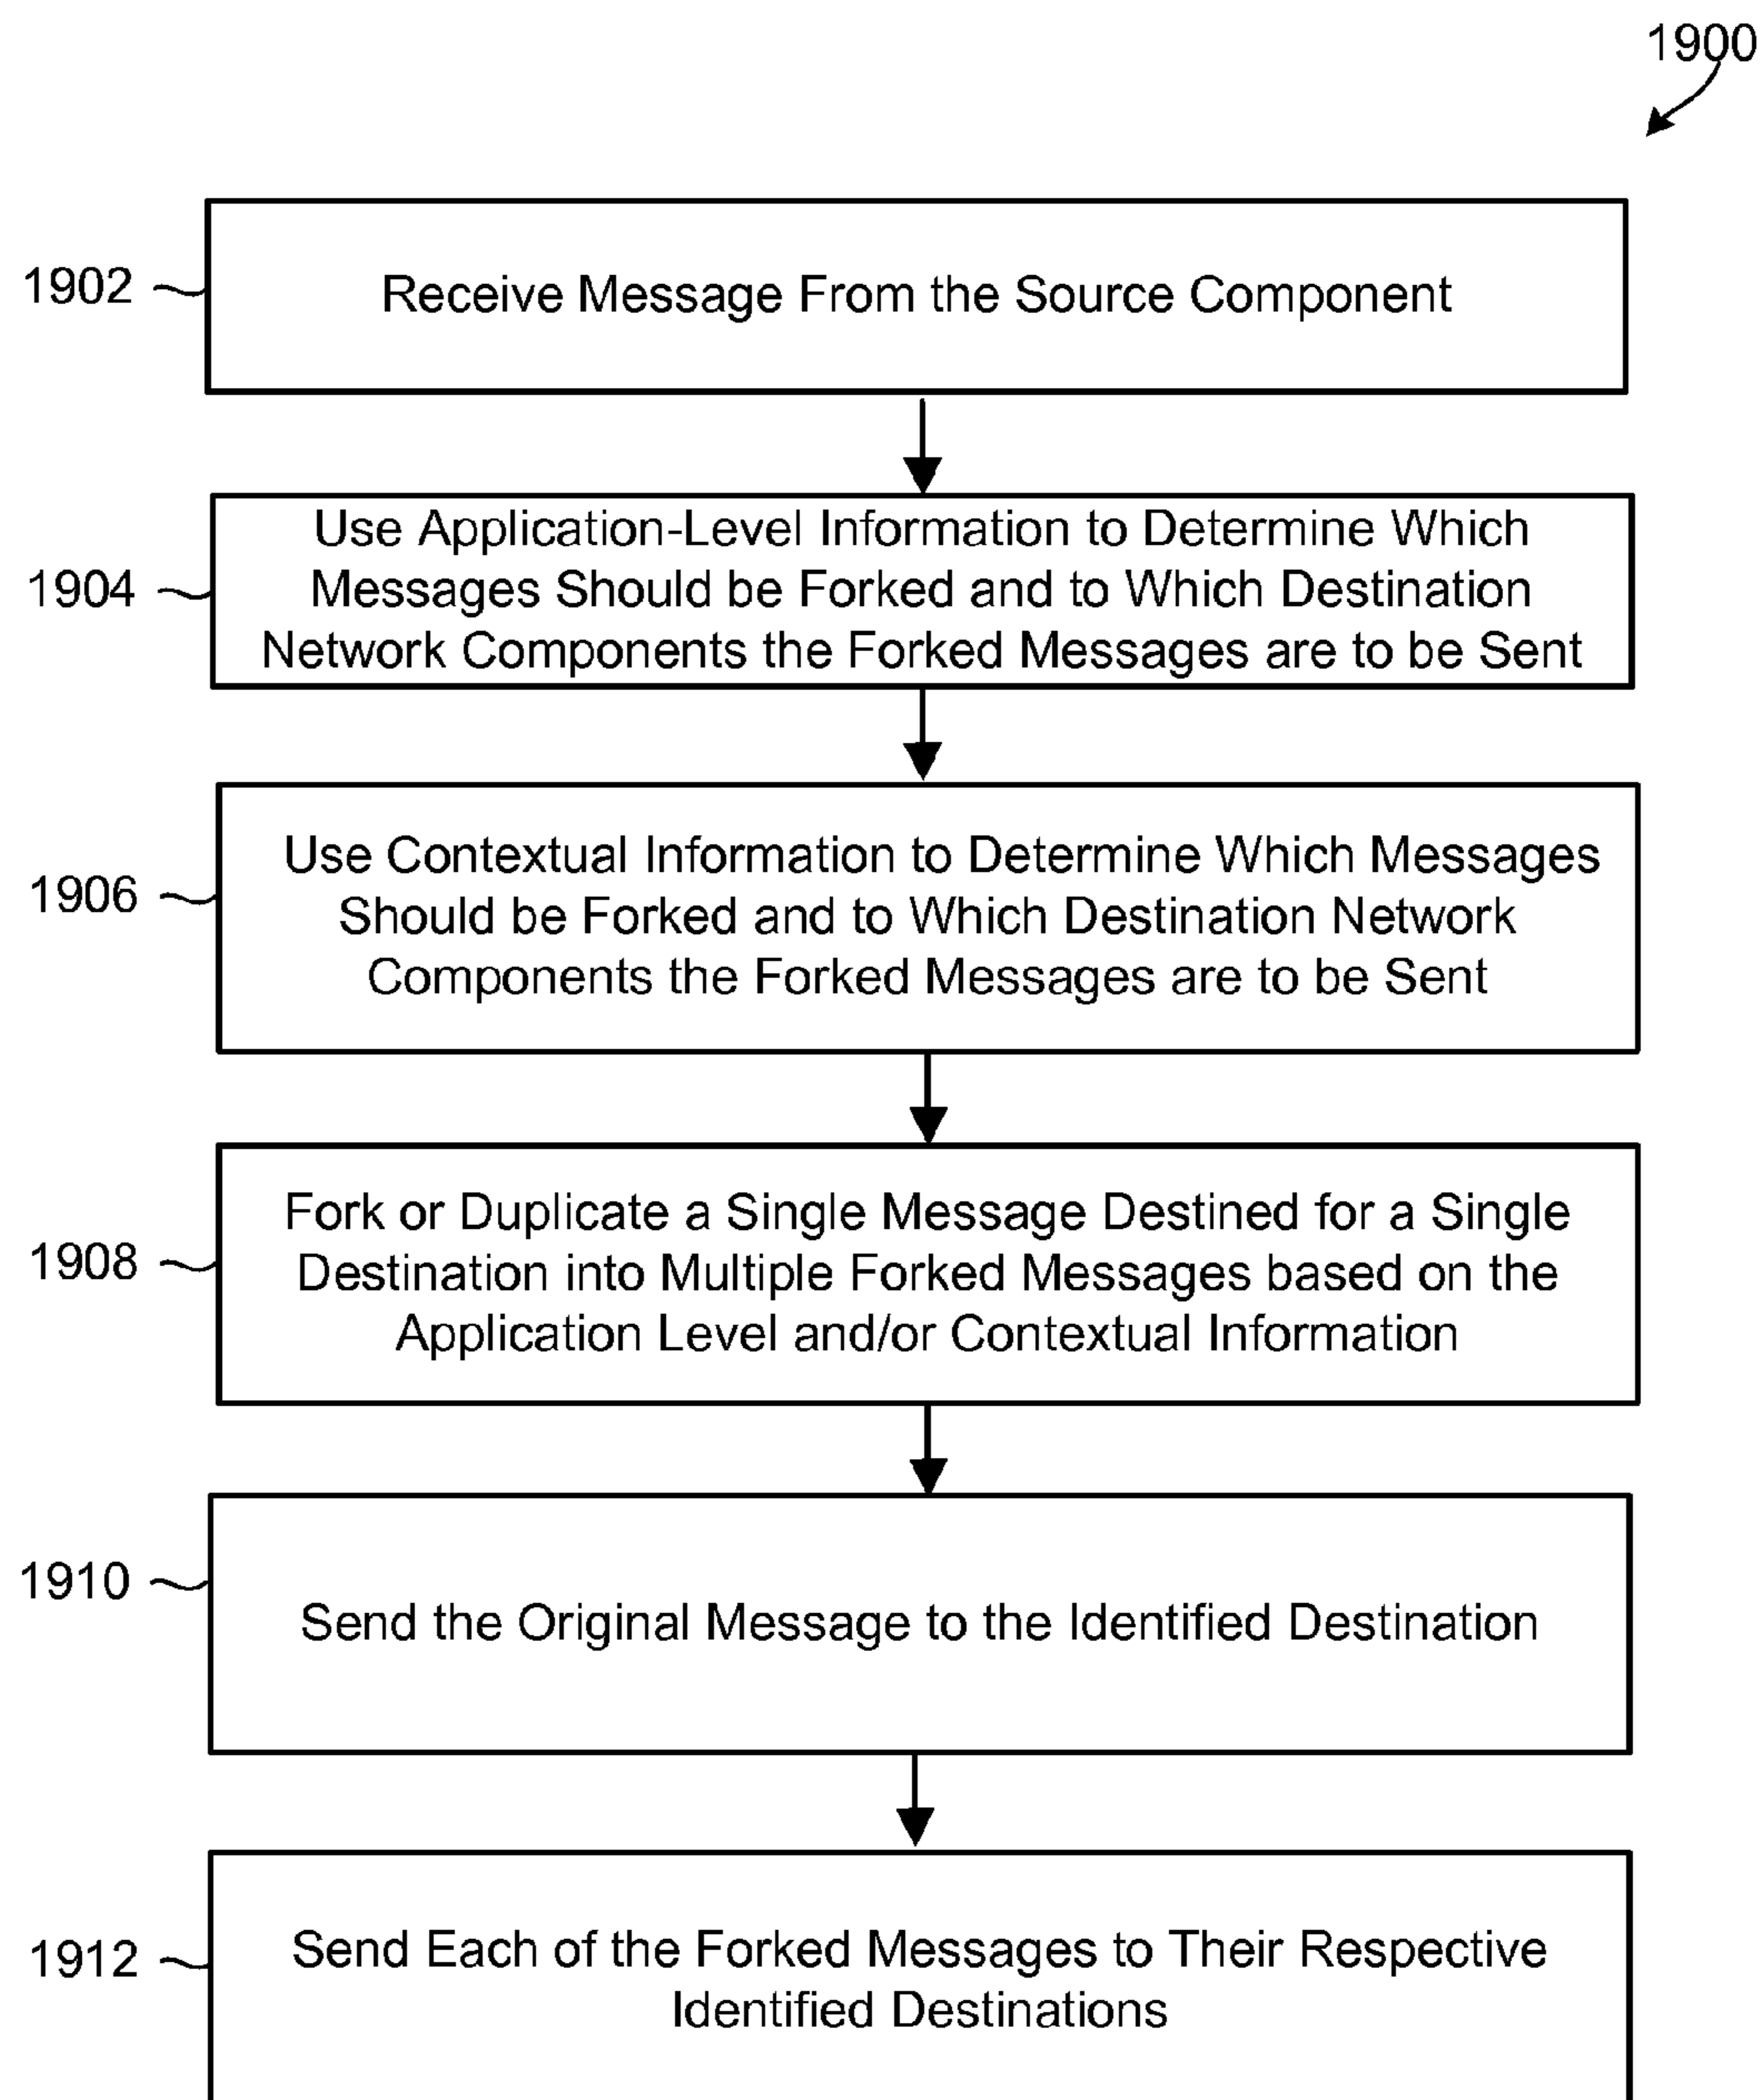 1900
1902
Receive Message From the Source Component
1904
Use Application-Level Information to Determine Which
Messages Should be Forked and to Which Destination
Network Components the Forked Messages are to be Sent
1906
Use Contextual Information to Determine Which Messages
Should be Forked and to Which Destination Network
Components the Forked Messages are to be Sent
1908
Fork or Duplicate a Single Message Destined for a Single
Destination into Multiple Forked Messages based on the
Application Level and/or Contextual Information
1910
Send the Original Message to the Identified Destination
1912
Send Each of the Forked Messages to Their Respective
Identified Destinations